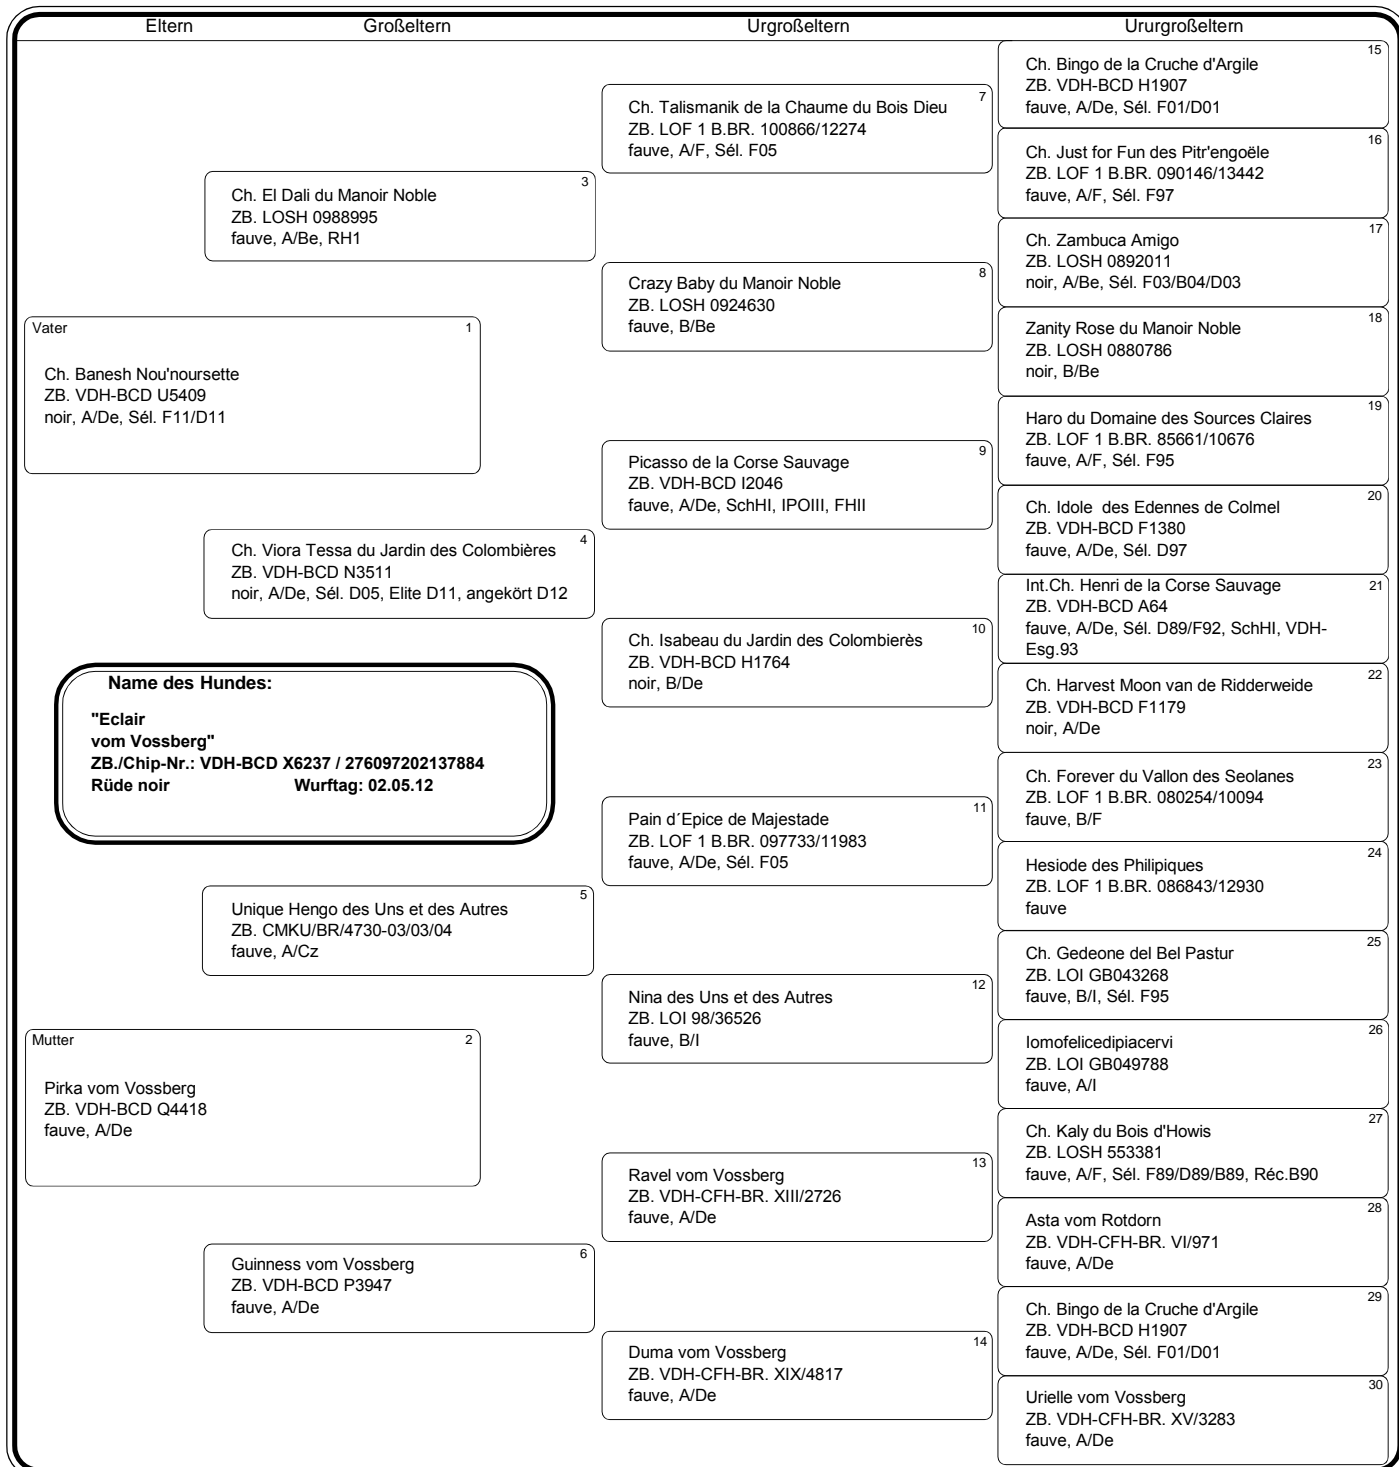 Eltern Großeltern Urgroßeltern Ururgroßeltern
15
Ch. Bingo de la Cruche d'Argile
ZB. VDH-BCD H1907
fauve, A/De, Sél. F01/D01
7
Ch. Talismanik de la Chaume du Bois Dieu
ZB. LOF 1 B.BR. 100866/12274
fauve, A/F, Sél. F05
16
Ch. Just for Fun des Pitr'engoële
ZB. LOF 1 B.BR. 090146/13442
fauve, A/F, Sél. F97
3
Ch. El Dali du Manoir Noble
ZB. LOSH 0988995
fauve, A/Be, RH1
17
Ch. Zambuca Amigo
ZB. LOSH 0892011
noir, A/Be, Sél. F03/B04/D03
8
Crazy Baby du Manoir Noble
ZB. LOSH 0924630
fauve, B/Be
18
Zanity Rose du Manoir Noble
ZB. LOSH 0880786
noir, B/Be
Vater 1
Ch. Banesh Nou'noursette
ZB. VDH-BCD U5409
noir, A/De, Sél. F11/D11
19
Haro du Domaine des Sources Claires
ZB. LOF 1 B.BR. 85661/10676
fauve, A/F, Sél. F95
9
Picasso de la Corse Sauvage
ZB. VDH-BCD I2046
fauve, A/De, SchHI, IPOIII, FHII
20
Ch. Idole des Edennes de Colmel
ZB. VDH-BCD F1380
fauve, A/De, Sél. D97
4
Ch. Viora Tessa du Jardin des Colombières
ZB. VDH-BCD N3511
noir, A/De, Sél. D05, Elite D11, angekört D12
21
Int.Ch. Henri de la Corse Sauvage
ZB. VDH-BCD A64
fauve, A/De, Sél. D89/F92, SchHI, VDH-
Esg.93
10
Ch. Isabeau du Jardin des Colombierès
ZB. VDH-BCD H1764
noir, B/De
22
Ch. Harvest Moon van de Ridderweide
ZB. VDH-BCD F1179
noir, A/De
Name des Hundes:
"Eclair
vom Vossberg"
ZB./Chip-Nr.: VDH-BCD X6237 / 276097202137884
Rüde noir Wurftag: 02.05.12
23
Ch. Forever du Vallon des Seolanes
ZB. LOF 1 B.BR. 080254/10094
fauve, B/F
11
Pain d´Epice de Majestade
ZB. LOF 1 B.BR. 097733/11983
fauve, A/De, Sél. F05
24
Hesiode des Philipiques
ZB. LOF 1 B.BR. 086843/12930
fauve
5
Unique Hengo des Uns et des Autres
ZB. CMKU/BR/4730-03/03/04
fauve, A/Cz
25
Ch. Gedeone del Bel Pastur
ZB. LOI GB043268
fauve, B/I, Sél. F95
12
Nina des Uns et des Autres
ZB. LOI 98/36526
fauve, B/I
26
Iomofelicedipiacervi
ZB. LOI GB049788
fauve, A/I
Mutter 2
Pirka vom Vossberg
ZB. VDH-BCD Q4418
fauve, A/De
27
Ch. Kaly du Bois d'Howis
ZB. LOSH 553381
fauve, A/F, Sél. F89/D89/B89, Réc.B90
13
Ravel vom Vossberg
ZB. VDH-CFH-BR. XIII/2726
fauve, A/De
28
Asta vom Rotdorn
ZB. VDH-CFH-BR. VI/971
fauve, A/De
6
Guinness vom Vossberg
ZB. VDH-BCD P3947
fauve, A/De
29
Ch. Bingo de la Cruche d'Argile
ZB. VDH-BCD H1907
fauve, A/De, Sél. F01/D01
14
Duma vom Vossberg
ZB. VDH-CFH-BR. XIX/4817
fauve, A/De
30
Urielle vom Vossberg
ZB. VDH-CFH-BR. XV/3283
fauve, A/De